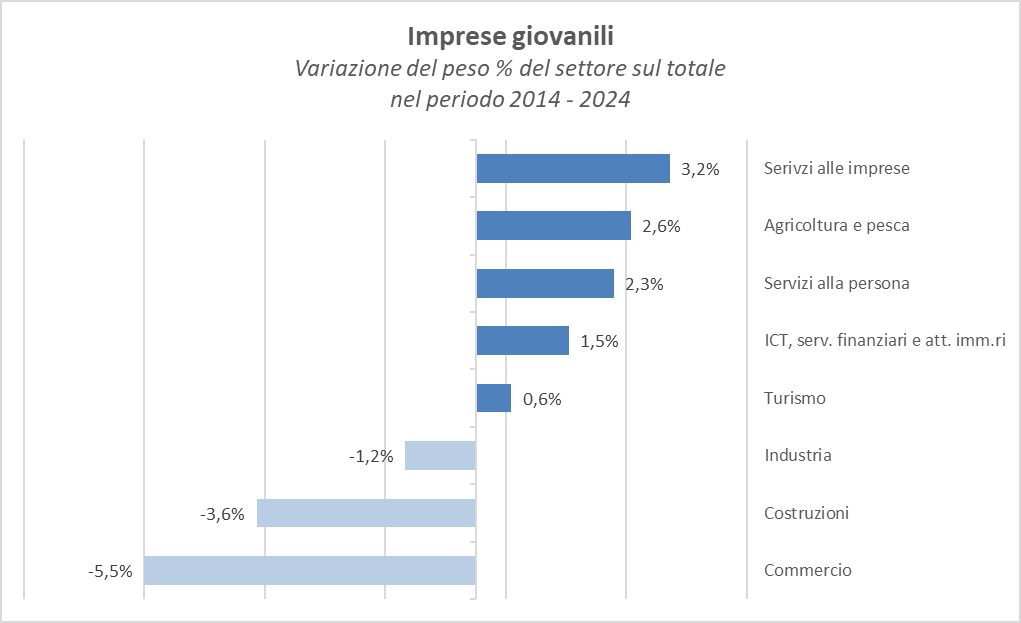 Imprese giovanili
Variazione del peso % del settore sul totale
nel periodo 2014 - 2024
3,2% Serivzi alle imprese
2,6% Agricoltura e pesca
2,3% Servizi alla persona
1,5% ICT, serv. finanziari e att. imm.ri
0,6% Turismo
-1,2% Industria
-3,6% Costruzioni
-5,5% Commercio